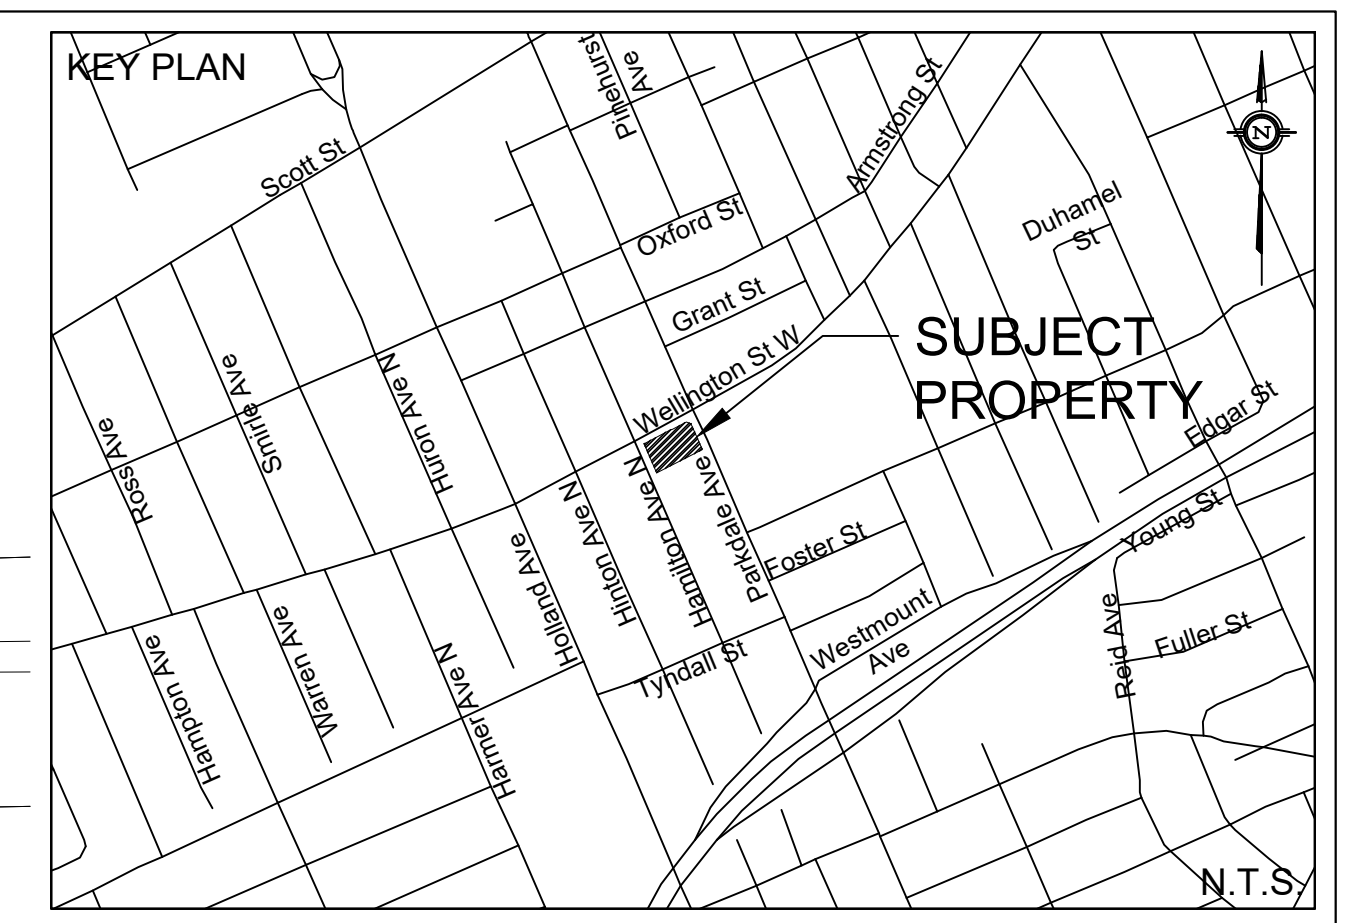 KEY PLAN
Pinehurst
Ave
Armstrong St
Scott St
N
Duhamel
St
Oxford St
Grant St
Wellington St W
SUBJECT
PROPERTY
Edgar St
Ross Ave
Smirle Ave
Huron Ave N
Hinton Ave N
Hamilton Ave N
Parkdale Ave
Holland Ave
Foster St
Young St
Westmount
Ave
Reid Ave
Fuller St
Tyndall St
Hampton Ave
Warren Ave
Harmer Ave N
N.T.S.